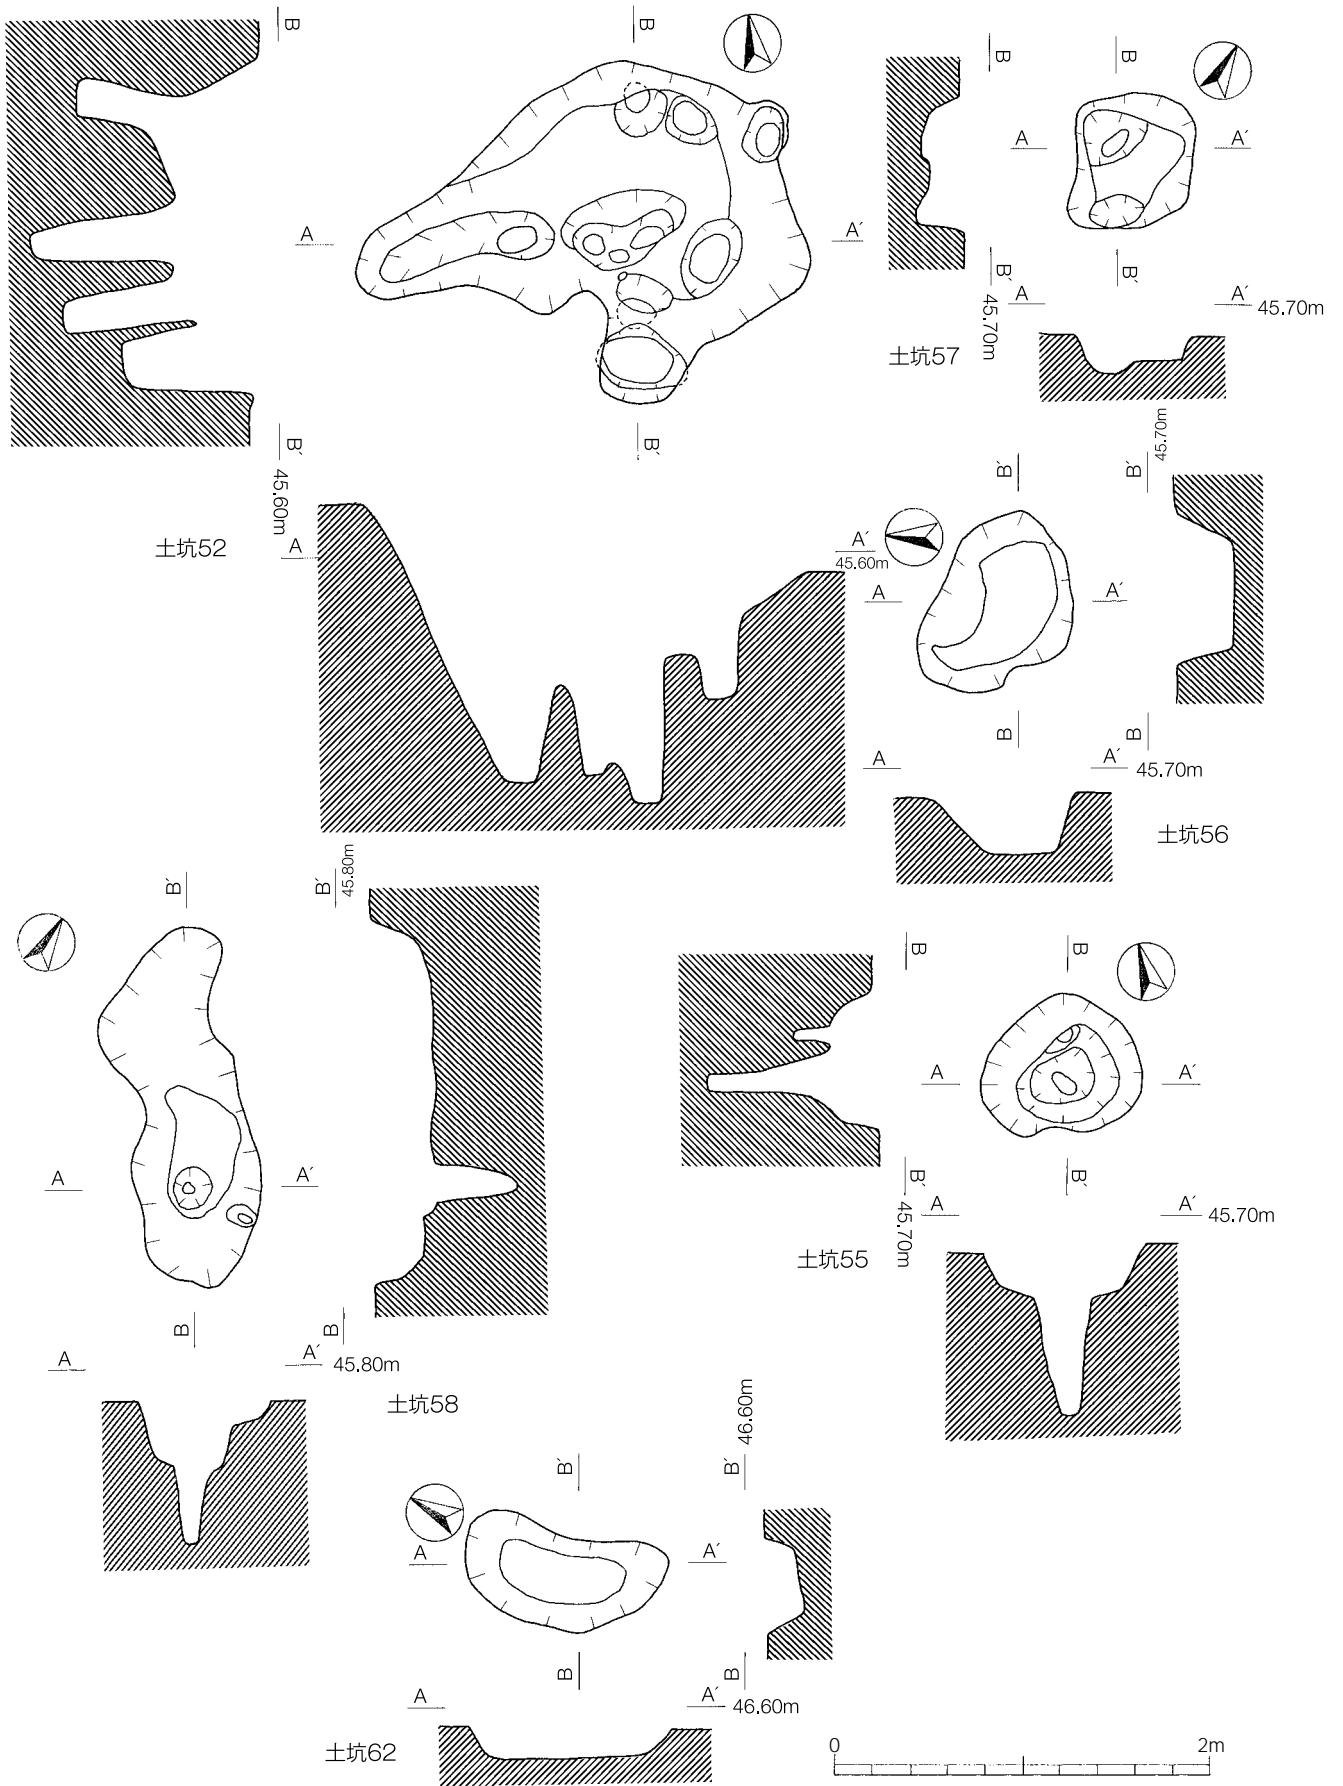 B
B
A
A′
B′
B′
45.60m
土坑52
A
A′
45.60m
B
B
A
A′
B′
B′
45.70m
A
A′ 45.70m
土坑57
B′
B′
45.70m
A
A′
B
B
A
A′ 45.70m
土坑56
B′
B′
45.80m
A
A′
B
B
A
A′ 45.80m
土坑58
B
B
A
A′
B′
B′
45.70m
A
A′ 45.70m
土坑55
B′
B′
46.60m
A
A′
B
B
A
A′ 46.60m
土坑62
0 2m